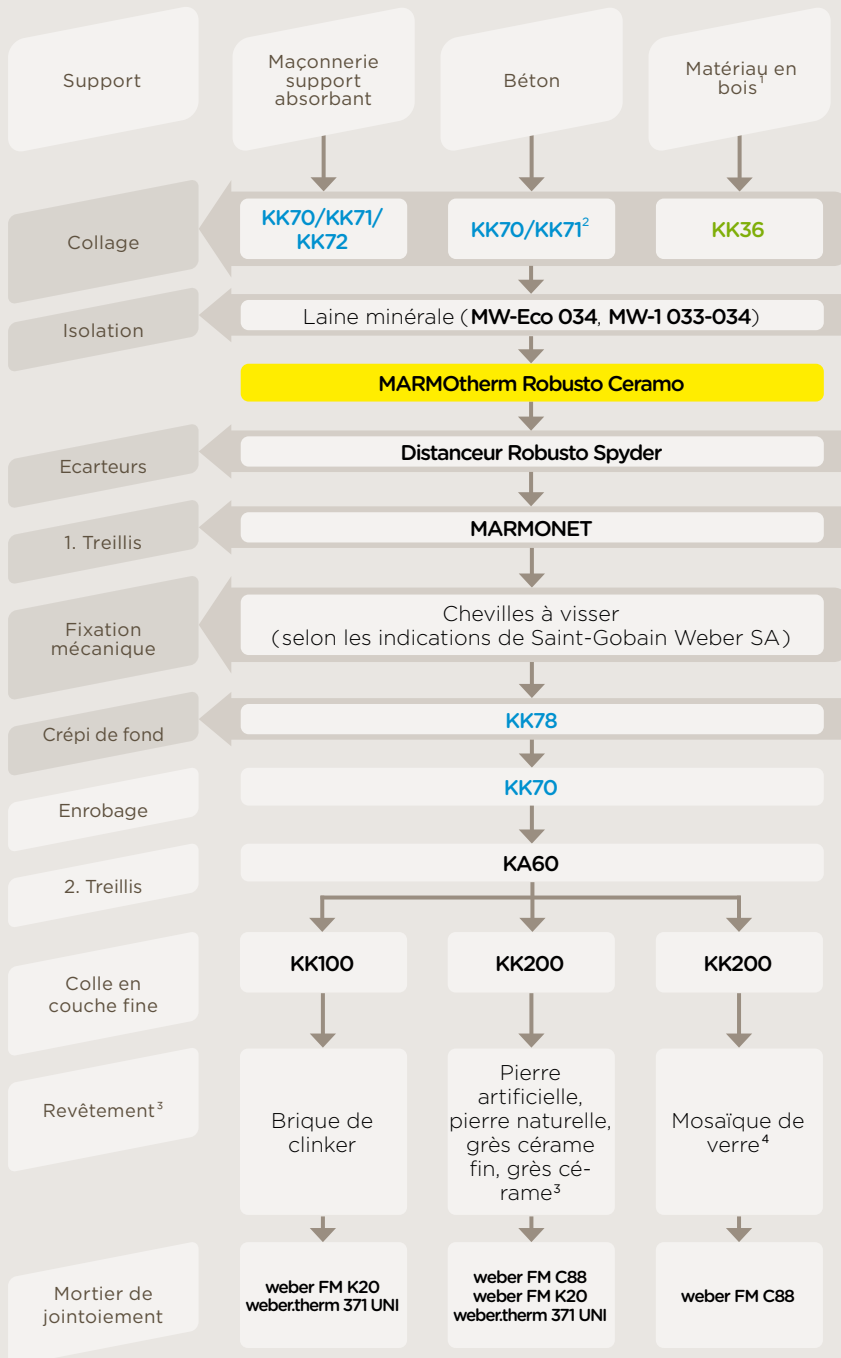 Support
Maçonnerie
support
absorbant
Béton
Matériau en
bois¹
Collage
KK70/KK71/
KK72
KK70/KK71²
KK36
Isolation
Laine minérale (MW-Eco 034, MW-1 033-034)
MARMOtherm Robusto Ceramo
Ecarteurs
Distanceur Robusto Spyder
1. Treillis
MARMONET
Fixation
mécanique
Chevilles à visser
(selon les indications de Saint-Gobain Weber SA)
Crépi de fond
KK78
Enrobage
KK70
2. Treillis
KA60
Colle en
couche fine
KK100
KK200
KK200
Revêtement³
Brique de
clinker
Pierre
artificielle,
pierre naturelle,
grès cérame
fin, grès cé-
rame³
Mosaïque de
verre⁴
Mortier de
jointoiement
weber FM K20
weber.therm 371 UNI
weber FM C88
weber FM K20
weber.therm 371 UNI
weber FM C88